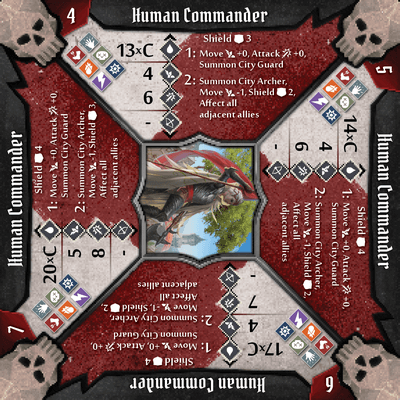 4
Human Commander
13xC
4
6
-
Shield 3
1: Move +0, Attack +0,
Summon City Guard
2: Summon City Archer,
Move -1, Shield 2,
Affect all
adjacent allies
5
Human Commander
14xC
4
6
-
Shield 4
1: Move +0, Attack +0,
Summon City Guard
2: Summon City Archer,
Move -1, Shield 2,
Affect all
adjacent allies
6
Human Commander
17xC
4
7
-
Shield 4
1: Move +0, Attack +0,
Summon City
Guard
2: Summon City Archer,
Move -1, Shield 2,
Affect all
adjacent allies
7
Human Commander
20xC
5
8
-
Shield 4
1: Move +0, Attack +0,
Summon City Guard
2: Summon City Archer,
Move -1, Shield 3,
Affect all
adjacent allies